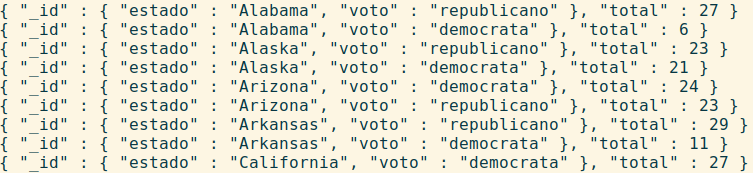 { "_id" : { "estado" : "Alabama", "voto" : "republicano" }, "total" : 27 }
{ "_id" : { "estado" : "Alabama", "voto" : "democrata" }, "total" : 6 }
{ "_id" : { "estado" : "Alaska", "voto" : "republicano" }, "total" : 23 }
{ "_id" : { "estado" : "Alaska", "voto" : "democrata" }, "total" : 21 }
{ "_id" : { "estado" : "Arizona", "voto" : "democrata" }, "total" : 24 }
{ "_id" : { "estado" : "Arizona", "voto" : "republicano" }, "total" : 23 }
{ "_id" : { "estado" : "Arkansas", "voto" : "republicano" }, "total" : 29 }
{ "_id" : { "estado" : "Arkansas", "voto" : "democrata" }, "total" : 11 }
{ "_id" : { "estado" : "California", "voto" : "democrata" }, "total" : 27 }